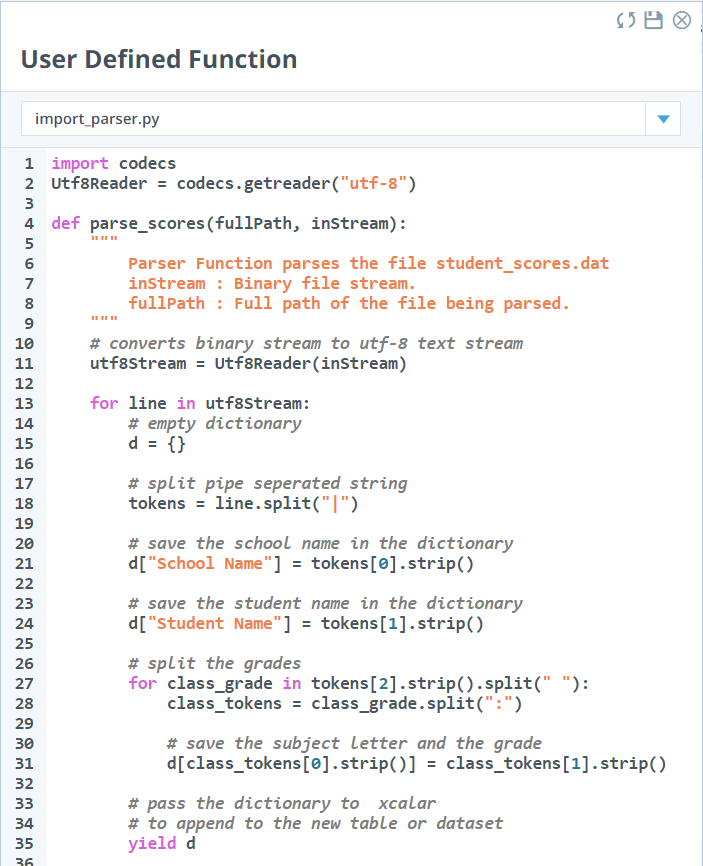 User Defined Function
import_parser.py
1 import codecs
2 Utf8Reader = codecs.getreader("utf-8")
3
4 def parse_scores(fullPath, inStream):
5     """
6         Parser Function parses the file student_scores.dat
7         inStream : Binary file stream.
8         fullPath : Full path of the file being parsed.
9     """
10     # converts binary stream to utf-8 text stream
11     utf8Stream = Utf8Reader(inStream)
12
13     for line in utf8Stream:
14         # empty dictionary
15         d = {}
16
17         # split pipe seperated string
18         tokens = line.split("|")
19
20         # save the school name in the dictionary
21         d["School Name"] = tokens[0].strip()
22
23         # save the student name in the dictionary
24         d["Student Name"] = tokens[1].strip()
25
26         # split the grades
27         for class_grade in tokens[2].strip().split(" "):
28             class_tokens = class_grade.split(":")
29
30             # save the subject letter and the grade
31             d[class_tokens[0].strip()] = class_tokens[1].strip()
32
33         # pass the dictionary to  xcalar
34         # to append to the new table or dataset
35         yield d
36